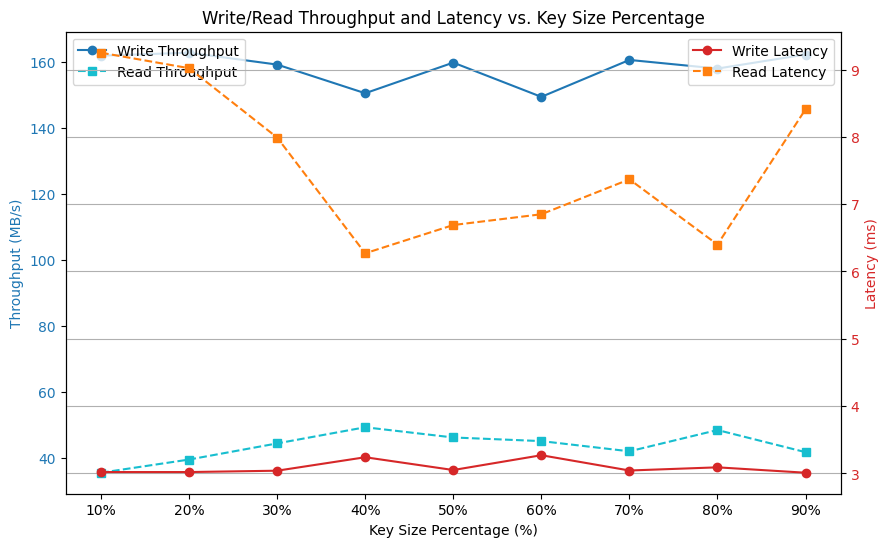 Write/Read Throughput and Latency vs. Key Size Percentage
Write Throughput
Read Throughput
Write Latency
Read Latency
Throughput (MB/s)
160
140
120
100
80
60
40
Latency (ms)
9
8
7
6
5
4
3
10% 20% 30% 40% 50% 60% 70% 80% 90%
Key Size Percentage (%)